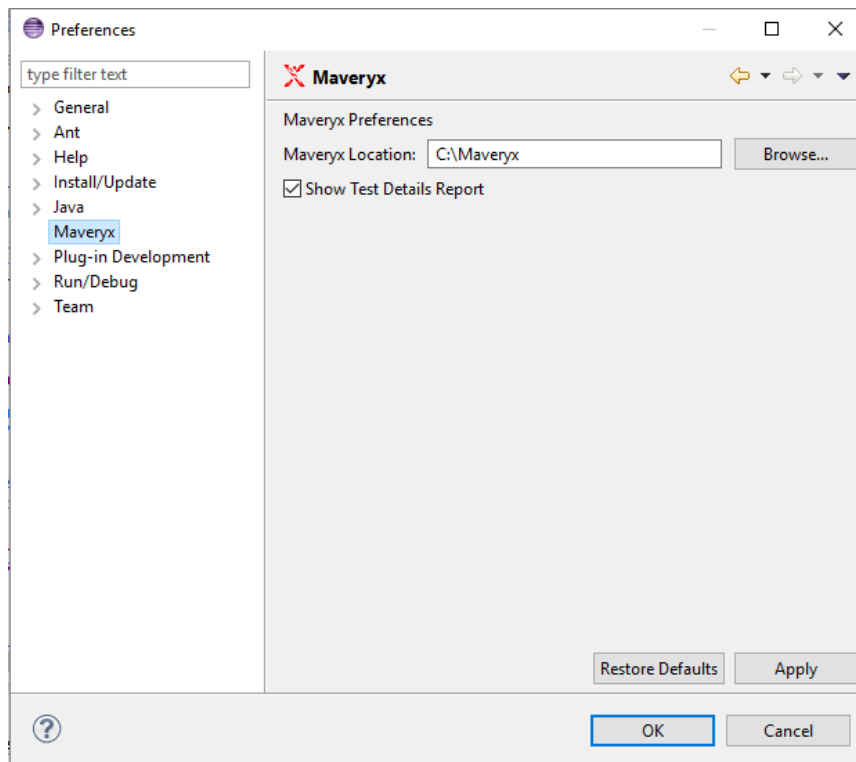 Preferences
type filter text
General
Ant
Help
Install/Update
Java
Maveryx
Plug-in Development
Run/Debug
Team
Maveryx
Maveryx Preferences
Maveryx Location: C:\Maveryx Browse...
Show Test Details Report
Restore Defaults Apply
? OK Cancel